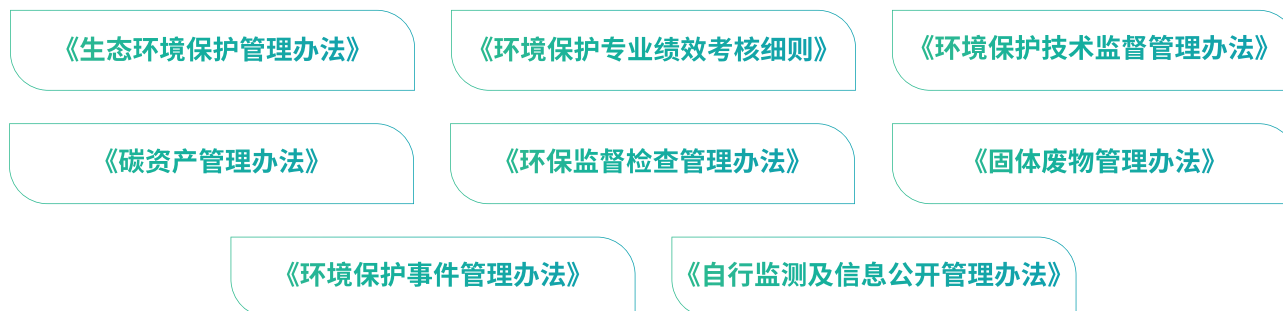 《生态环境保护管理办法》
《环境保护专业绩效考核细则》
《环境保护技术监督管理办法》
《碳资产管理办法》
《环保监督检查管理办法》
《固体废物管理办法》
《环境保护事件管理办法》
《自行监测及信息公开管理办法》